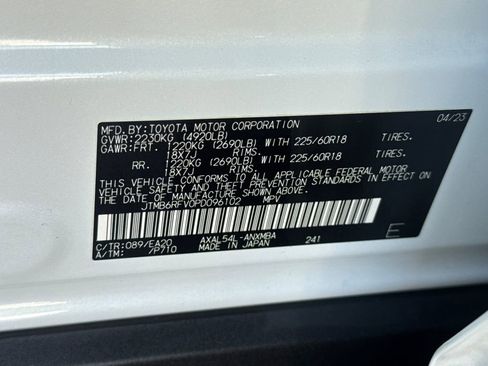 MFD.BY:TOYOTA MOTOR CORPORATION 04/23
GVWR:2230KG (4920LB)
GAWR:FRT. 1220KG (2690LB) WITH 225/60R18 TIRES.
18X7J RIMS.
RR. 1220KG (2690LB) WITH 225/60R18 TIRES.
18X7J RIMS.
THIS VEHICLE CONFORMS TO ALL APPLICABLE FEDERAL MOTOR
VEHICLE SAFETY AND THEFT PREVENTION STANDARDS IN EFFECT
ON THE DATE OF MANUFACTURE SHOWN ABOVE.
JTMB6RFV0PD096102 MPV
C/TR:089/EA20 AXAL54L-ANXMBA 241 E
A/TM: /P710 MADE IN JAPAN